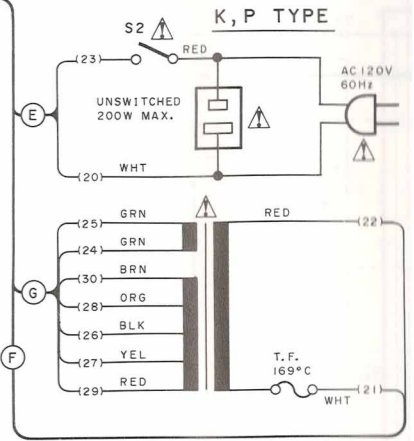 K, P TYPE
S2
RED
(23)
AC 120V
60Hz
E
UNSWITCHED
200W MAX.
WHT
(20)
GRN
RED
(25)
(22)
GRN
(24)
BRN
(30)
G
ORG
(28)
BLK
(26)
F
YEL
(27)
T.F.
169°C
RED
(29)
(21)
WHT